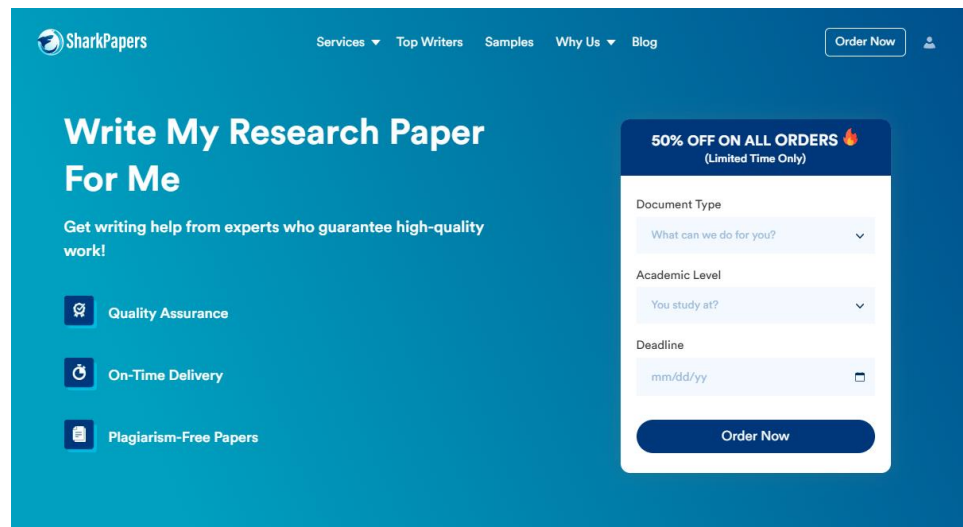 SharkPapers
Services
Top Writers
Samples
Why Us
Blog
Order Now
Write My Research Paper
For Me
Get writing help from experts who guarantee high-quality
work!
Quality Assurance
On-Time Delivery
Plagiarism-Free Papers
50% OFF ON ALL ORDERS 🔥
(Limited Time Only)
Document Type
What can we do for you?
Academic Level
You study at?
Deadline
mm/dd/yy
Order Now